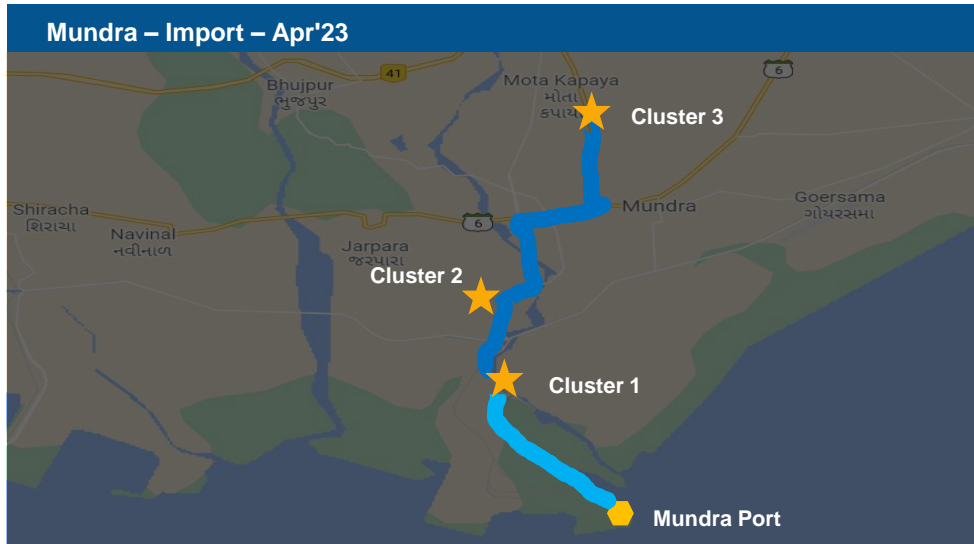 Mundra – Import – Apr'23
41
6
Bhujpur
ભુજપુર
Mota Kapaya
મોતા
કપાયા
Cluster 3
Shiracha
શિરાચા
Navinal
નવીનાળ
6
Mundra
Goersama
ગોયરસમા
Jarpara
જરપારા
Cluster 2
Cluster 1
Mundra Port